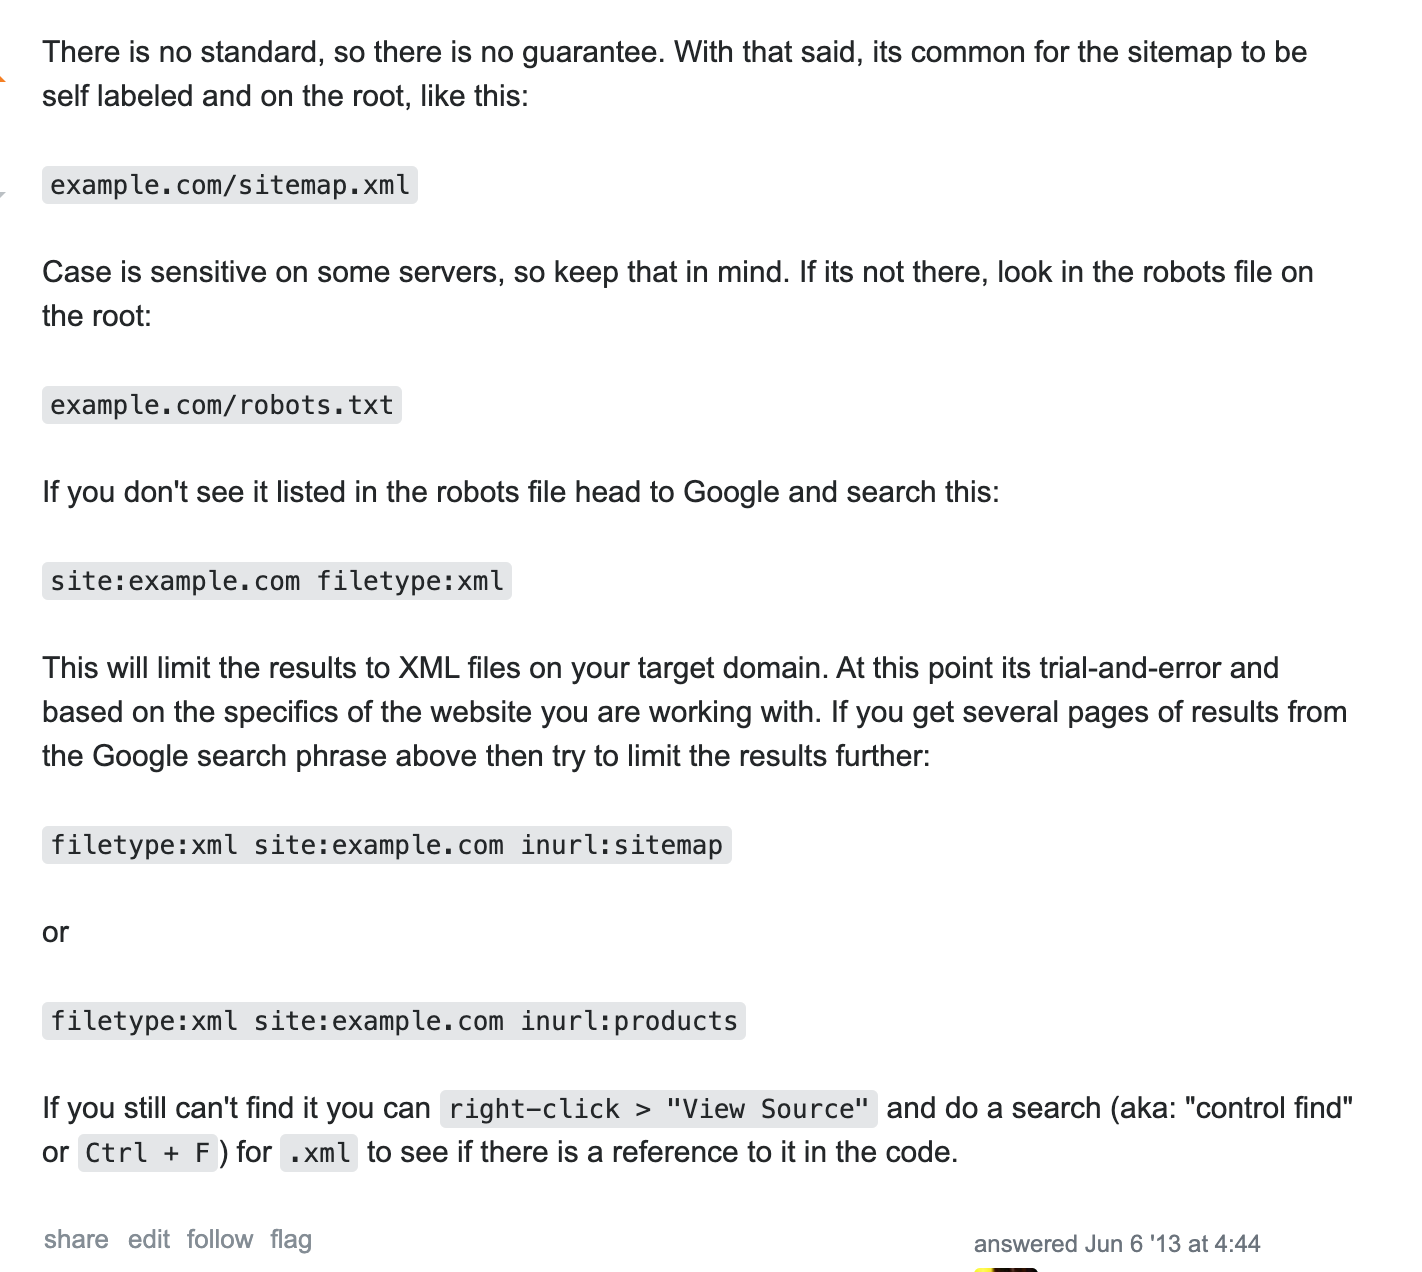 There is no standard, so there is no guarantee. With that said, its common for the sitemap to be
self labeled and on the root, like this:
example.com/sitemap.xml
Case is sensitive on some servers, so keep that in mind. If its not there, look in the robots file on
the root:
example.com/robots.txt
If you don't see it listed in the robots file head to Google and search this:
site:example.com filetype:xml
This will limit the results to XML files on your target domain. At this point its trial-and-error and
based on the specifics of the website you are working with. If you get several pages of results from
the Google search phrase above then try to limit the results further:
filetype:xml site:example.com inurl:sitemap
or
filetype:xml site:example.com inurl:products
If you still can't find it you can right-click > "View Source" and do a search (aka: "control find"
or Ctrl + F) for .xml to see if there is a reference to it in the code.
share edit follow flag
answered Jun 6 '13 at 4:44